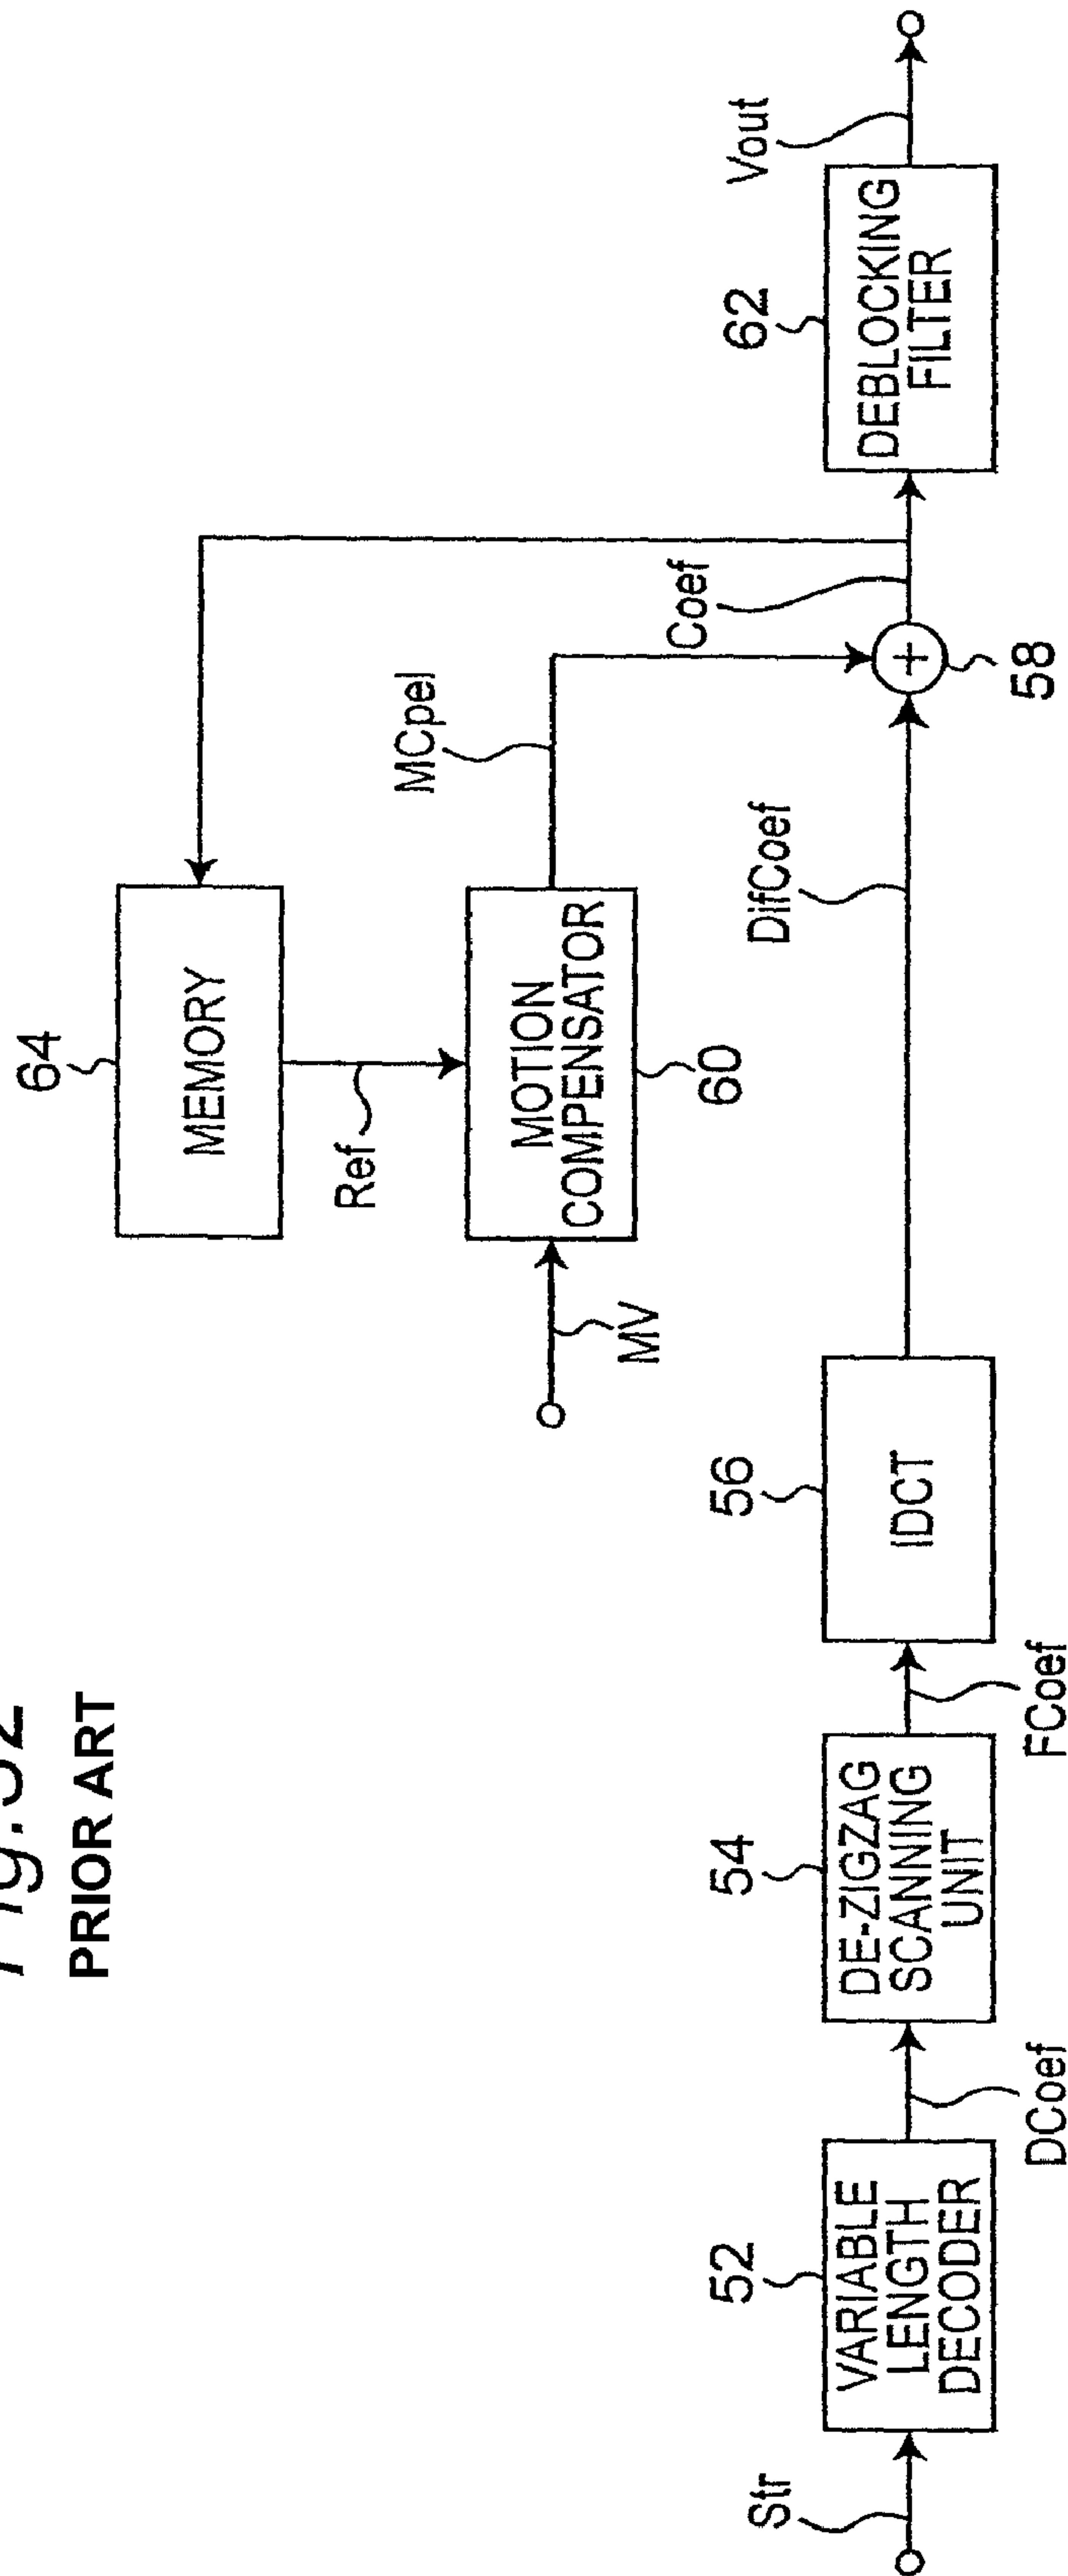 Fig. 32
PRIOR ART
64
MEMORY
Ref
MV
MOTION
COMPENSATOR
60
MCpel
Coef
DifCoef
58
Str
52
VARIABLE
LENGTH
DECODER
DCoef
54
DE-ZIGZAG
SCANNING
UNIT
FCoef
56
IDCT
62
DEBLOCKING
FILTER
Vout